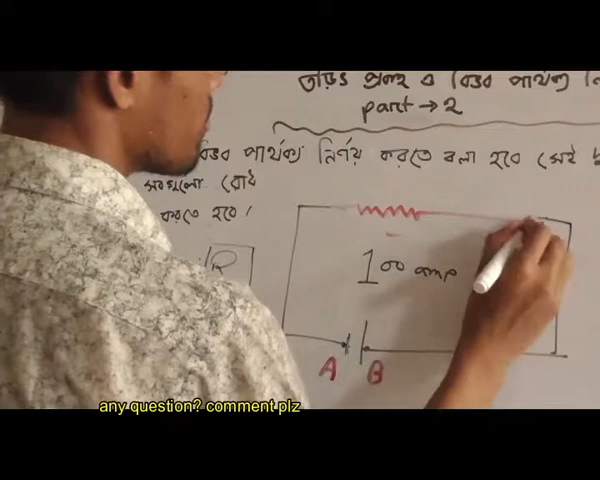 তড়িৎ প্রবাহ ও বিভব পার্থক্য
part → 2
বিভব পার্থক্য নির্ণয় করতে বলা হবে সেই
সবগুলো রোধ
করতে হবে।
R
100 amp
A B
any question? comment plz